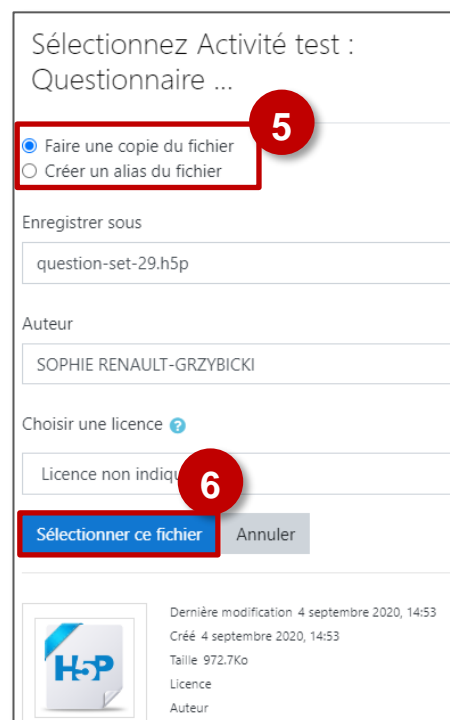 Sélectionnez Activité test :
Questionnaire ...
5
Faire une copie du fichier
Créer un alias du fichier
Enregistrer sous
question-set-29.h5p
Auteur
SOPHIE RENAULT-GRZYBICKI
Choisir une licence ?
Licence non
6
Sélectionner ce fichier Annuler
Dernière modification 4 septembre 2020, 14:53
Créé 4 septembre 2020, 14:53
Taille 972.7Ko
Licence
Auteur
H5P